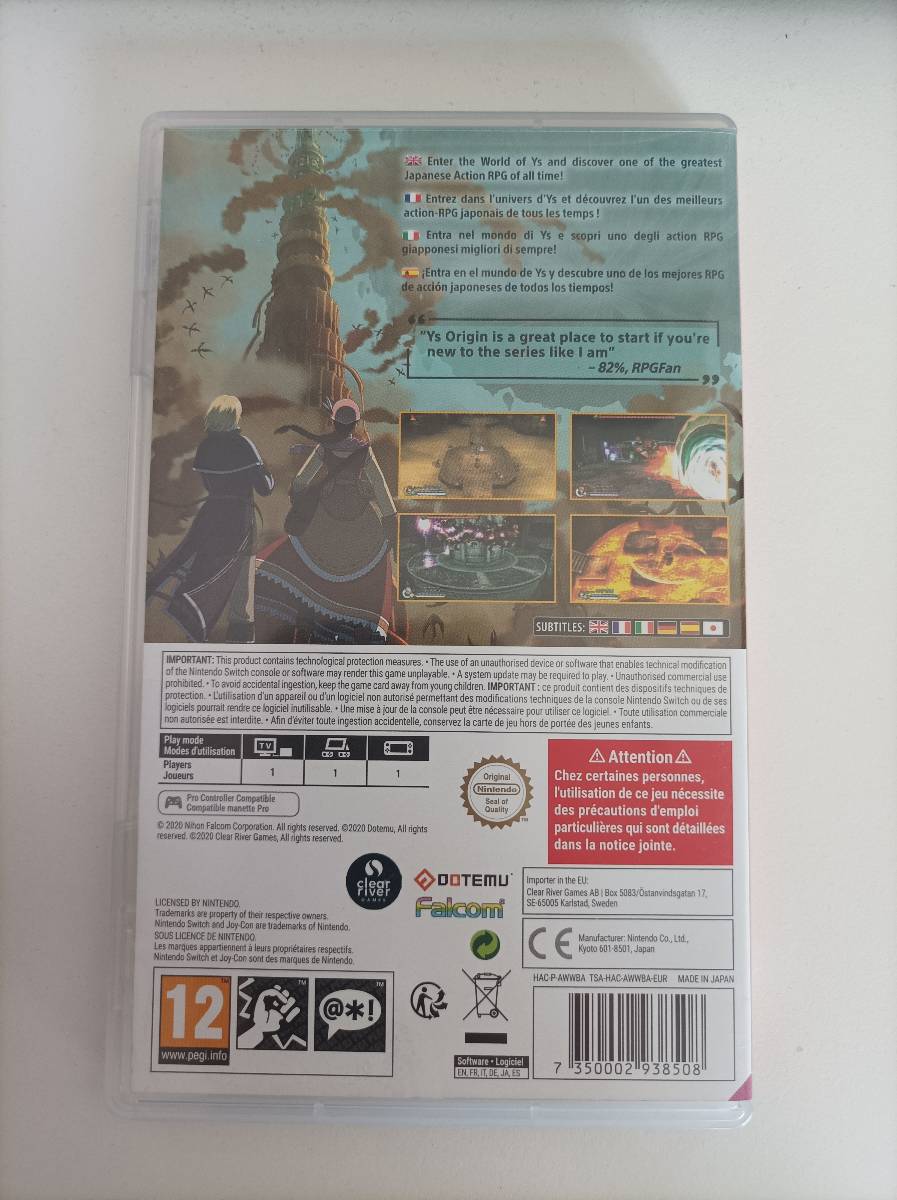 Enter the World of Ys and discover one of the greatest
Japanese Action RPG of all time!
Entrez dans l'univers d'Ys et découvrez l'un des meilleurs
action-RPG japonais de tous les temps !
Entra nel mondo di Ys e scopri uno degli action RPG
giapponesi migliori di sempre!
¡Entra en el mundo de Ys y descubre uno de los mejores RPG
de acción japoneses de todos los tiempos!
"Ys Origin is a great place to start if you're
new to the series like I am"
- 82%, RPGFan
SUBTITLES:
IMPORTANT: This product contains technological protection measures. • The use of an unauthorised device or software that enables technical modification
of the Nintendo Switch console or software may render this game unplayable. • A system update may be required to play. • Unauthorised commercial use
prohibited. • To avoid accidental ingestion, keep the game card away from young children. IMPORTANT : ce produit contient des dispositifs techniques de
protection. • L'utilisation d'un appareil ou d'un logiciel non autorisé permettant des modifications techniques de la console Nintendo Switch ou de ses
logiciels pourrait rendre ce logiciel inutilisable. • Une mise à jour de la console peut être nécessaire pour utiliser ce logiciel. • Toute utilisation commerciale
non autorisée est interdite. • Afin d'éviter toute ingestion accidentelle, conservez la carte de jeu hors de portée des jeunes enfants.
Play mode
Modes d'utilisation
TV
Players
Joueurs
1 1 1
Pro Controller Compatible
Compatible manette Pro
Original
Nintendo
Seal of
Quality
TM
Attention
Chez certaines personnes,
l'utilisation de ce jeu nécessite
des précautions d'emploi
particulières qui sont détaillées
dans la notice jointe.
© 2020 Nihon Falcom Corporation. All rights reserved. ©2020 Dotemu, All rights
reserved. ©2020 Clear River Games, All rights reserved.
clear
river
GAMES
DOTEMU
Falcom
Importer in the EU:
Clear River Games AB | Box 5083/Östanvindsgatan 17,
SE-65005 Karlstad, Sweden
LICENSED BY NINTENDO.
Trademarks are property of their respective owners.
Nintendo Switch and Joy-Con are trademarks of Nintendo.
SOUS LICENCE DE NINTENDO.
Les marques appartiennent à leurs propriétaires respectifs.
Nintendo Switch et Joy-Con sont des marques de Nintendo.
CE
Manufacturer: Nintendo Co., Ltd.,
Kyoto 601-8501, Japan
HAC-P-AWWBA TSA-HAC-AWWBA-EUR MADE IN JAPAN
12
www.pegi.info
TM
TM
TM
@*!
Software • Logiciel
EN, FR, IT, DE, JA, ES
7 350002 938508